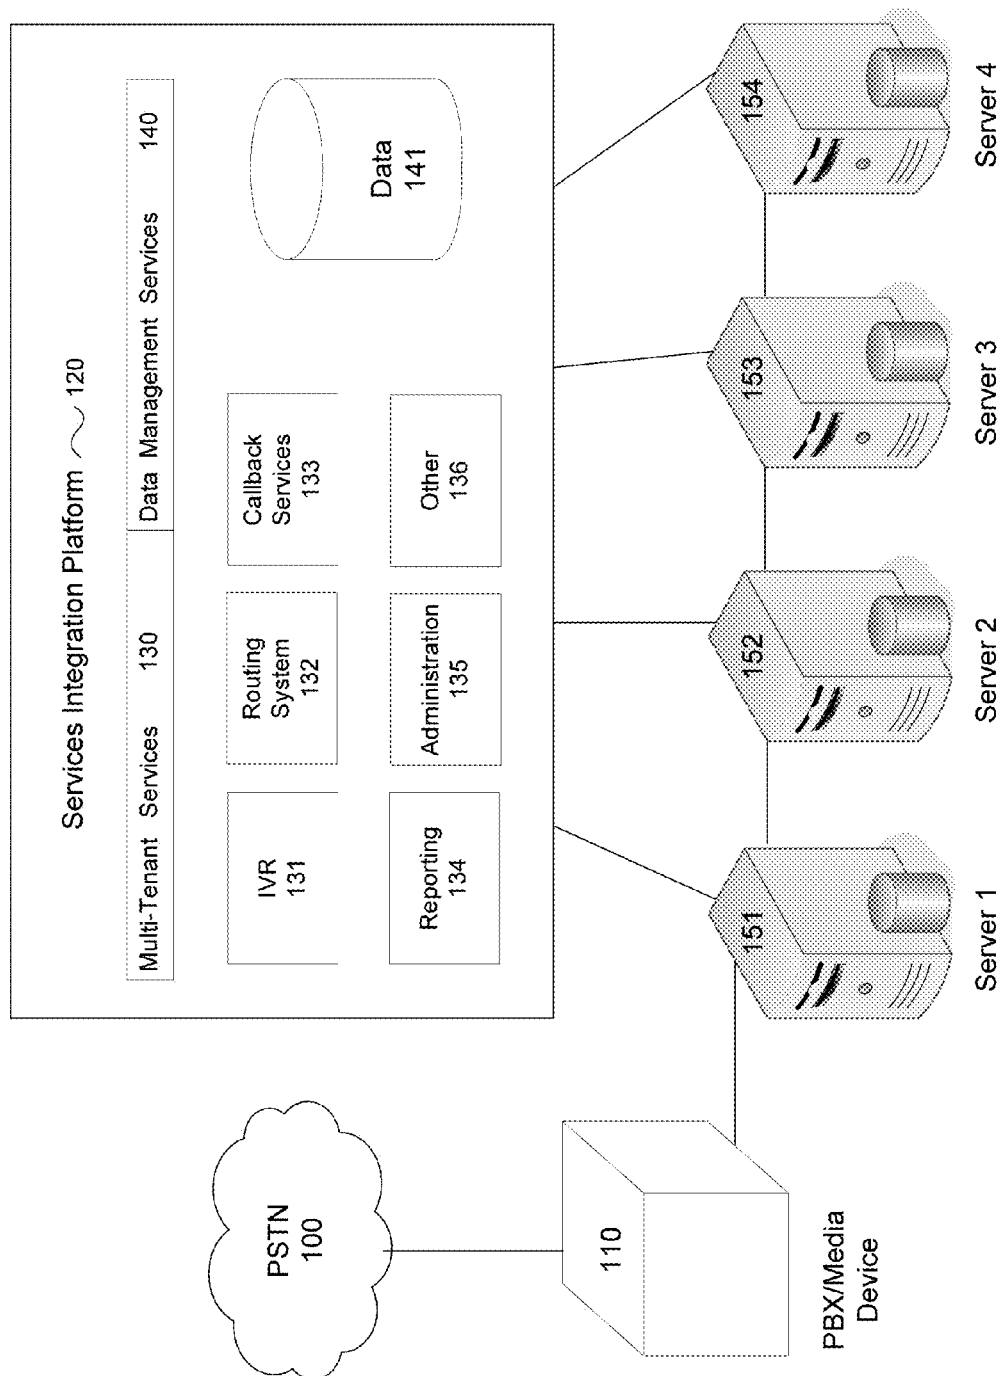 Services Integration Platform 120
Multi-Tenant Services 130
Data Management Services 140
IVR
131
Routing
System
132
Callback
Services
133
Data
141
Reporting
134
Administration
135
Other
136
PSTN
100
110
PBX/Media
Device
151
152
153
154
Server 1
Server 2
Server 3
Server 4